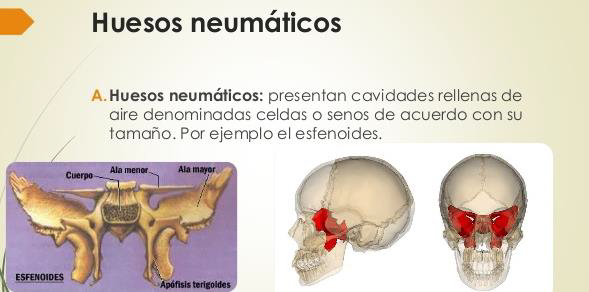 Huesos neumáticos
A. Huesos neumáticos: presentan cavidades rellenas de
aire denominadas celdas o senos de acuerdo con su
tamaño. Por ejemplo el esfenoides.
Cuerpo
Ala menor
Ala mayor
ESFENOIDES
Apófisis terigoides